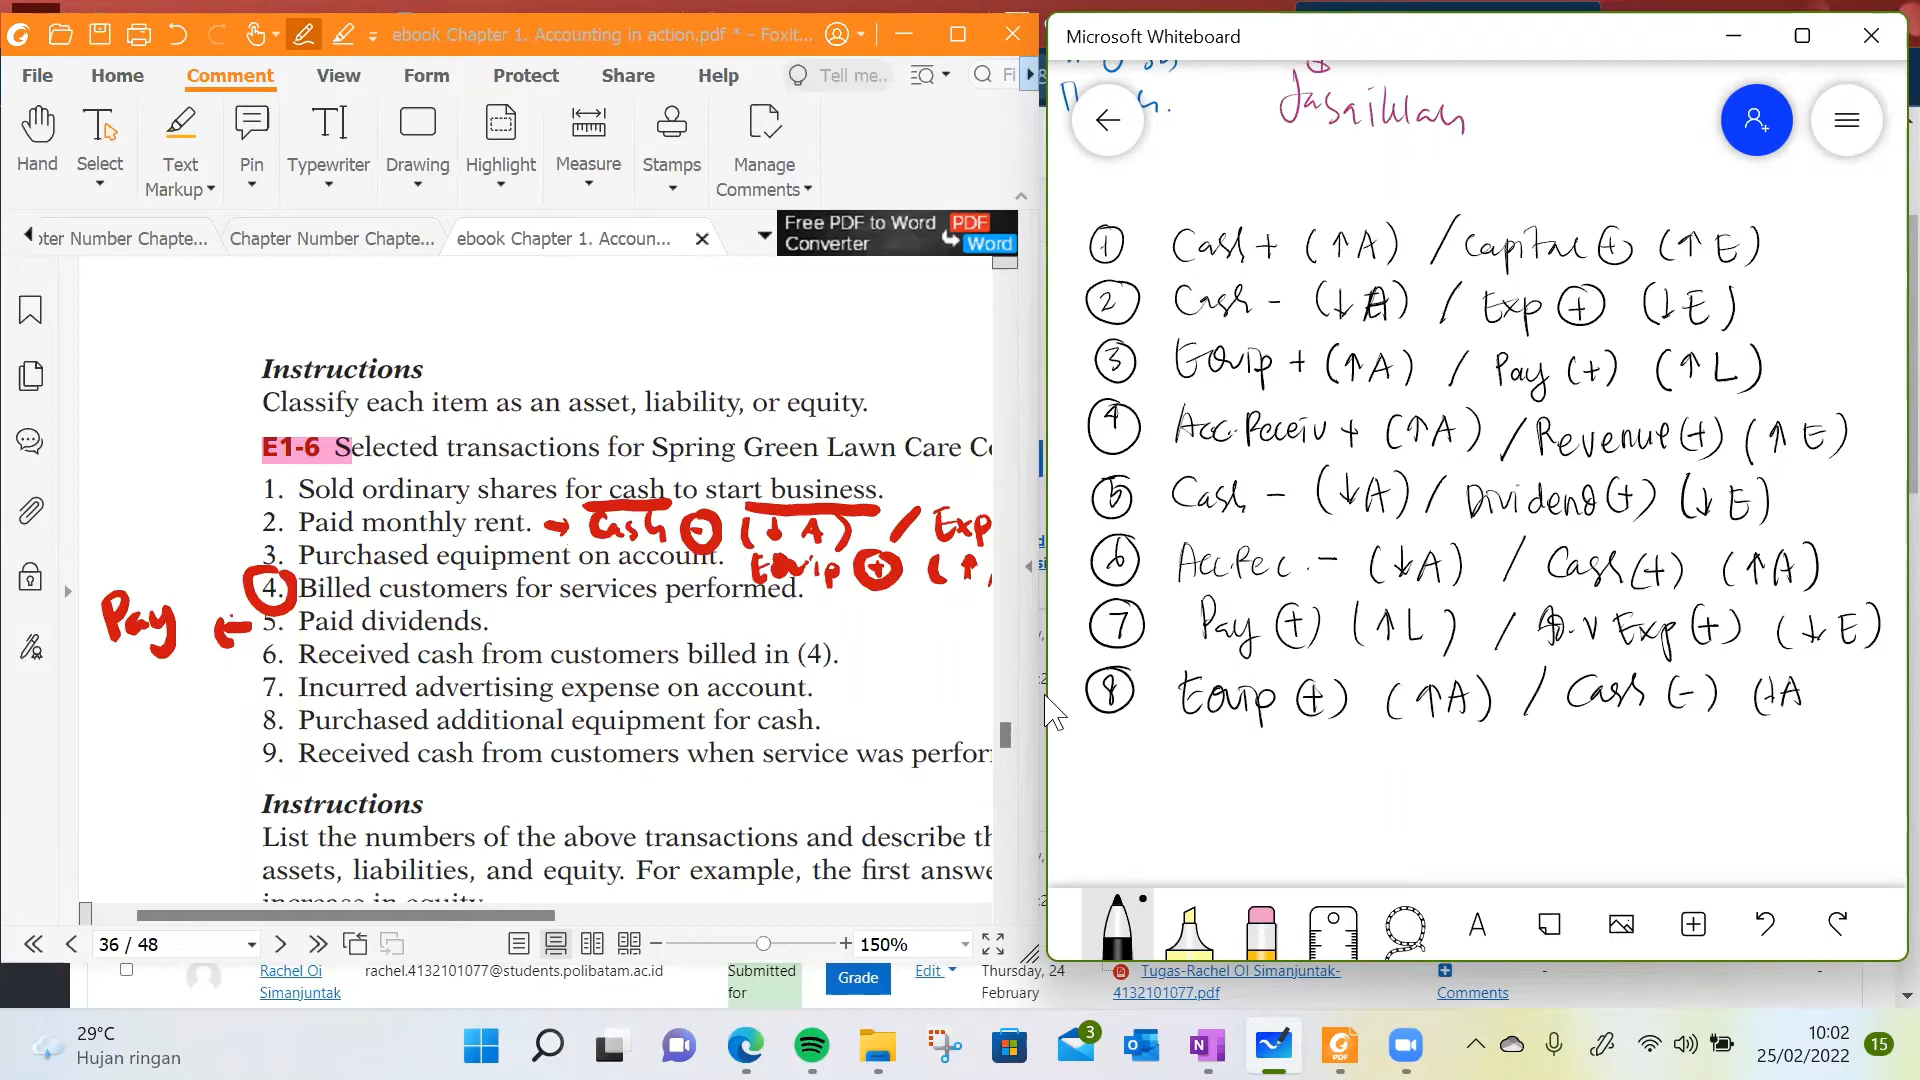 ebook Chapter 1. Accounting in action.pdf * - Foxit...
File Home Comment View Form Protect Share Help Tell me.. Fi
Hand Select Text Markup Pin Typewriter Drawing Highlight Measure Stamps Manage Comments
ter Number Chapte... Chapter Number Chapte... ebook Chapter 1. Accoun...
Free PDF to Word Converter PDF Word
Instructions
Classify each item as an asset, liability, or equity.
E1-6 Selected transactions for Spring Green Lawn Care Co
1. Sold ordinary shares for cash to start business.
2. Paid monthly rent. → Cash - (↓ A) / Exp
3. Purchased equipment on account. Equip + (↑
4. Billed customers for services performed.
Pay ←
5. Paid dividends.
6. Received cash from customers billed in (4).
7. Incurred advertising expense on account.
8. Purchased additional equipment for cash.
9. Received cash from customers when service was perfor
Instructions
List the numbers of the above transactions and describe th
assets, liabilities, and equity. For example, the first answe
increase in equity.
36 / 48 150%
Microsoft Whiteboard
① Cash + (↑ A) / Capital + (↑ E)
② Cash - (↓ A) / Exp + (↓ E)
③ Equip + (↑ A) / Pay (+) (↑ L)
④ Acc. Receiv + (↑ A) / Revenue (+) (↑ E)
⑤ Cash - (↓ A) / Dividend (+) (↓ E)
⑥ Acc Rec. - (↓ A) / Cash (+) (↑ A)
⑦ Pay (+) (↑ L) / Exp (+) (↓ E)
⑧ Equip (+) (↑ A) / Cash (-) (↓A
A
Rachel Oi Simanjuntak
rachel.4132101077@students.polibatam.ac.id
Submitted for
Grade
Edit
Thursday, 24 February
Tugas-Rachel OI Simanjuntak-4132101077.pdf
Comments
- -
29°C
Hujan ringan
3
10:02
25/02/2022
15